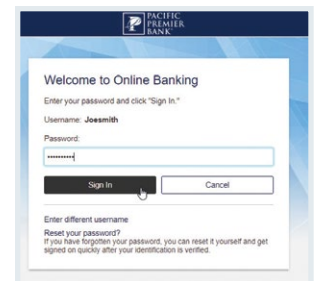 PACIFIC
PREMIER
BANK
Welcome to Online Banking
Enter your password and click "Sign In."
Username: Joesmith
Password:
••••••••••
Sign In
Cancel
Enter different username
Reset your password?
If you have forgotten your password, you can reset it yourself and get
signed on quickly after your identification is verified.